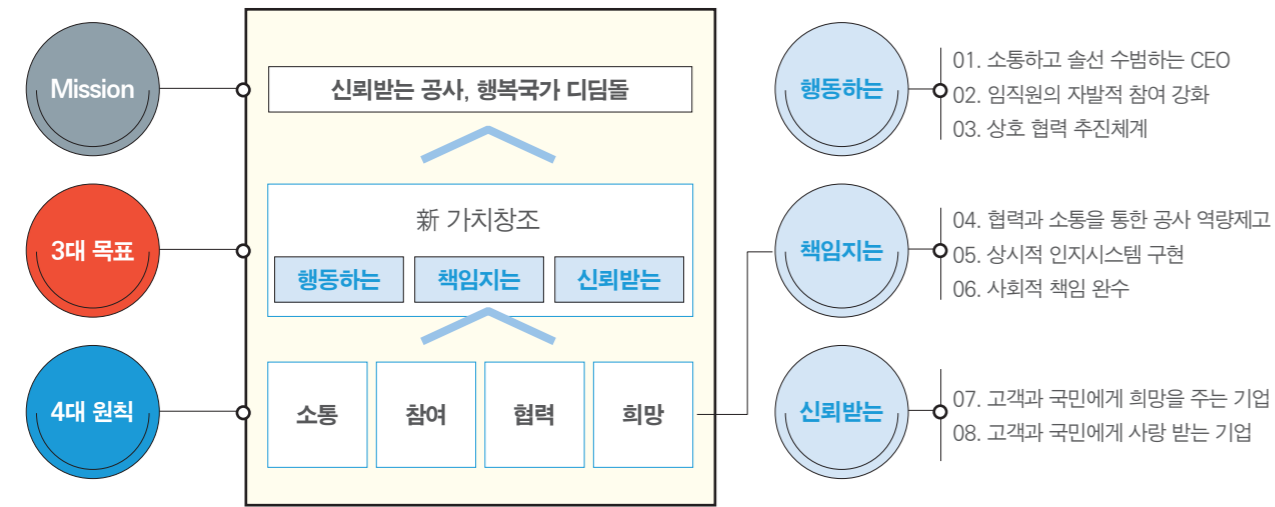 Mission
신뢰받는 공사, 행복국가 디딤돌
3대 목표
新 가치창조
행동하는
책임지는
신뢰받는
4대 원칙
소통
참여
협력
희망
행동하는
01. 소통하고 솔선 수범하는 CEO
02. 임직원의 자발적 참여 강화
03. 상호 협력 추진체계
책임지는
04. 협력과 소통을 통한 공사 역량제고
05. 상시적 인지시스템 구현
06. 사회적 책임 완수
신뢰받는
07. 고객과 국민에게 희망을 주는 기업
08. 고객과 국민에게 사랑 받는 기업